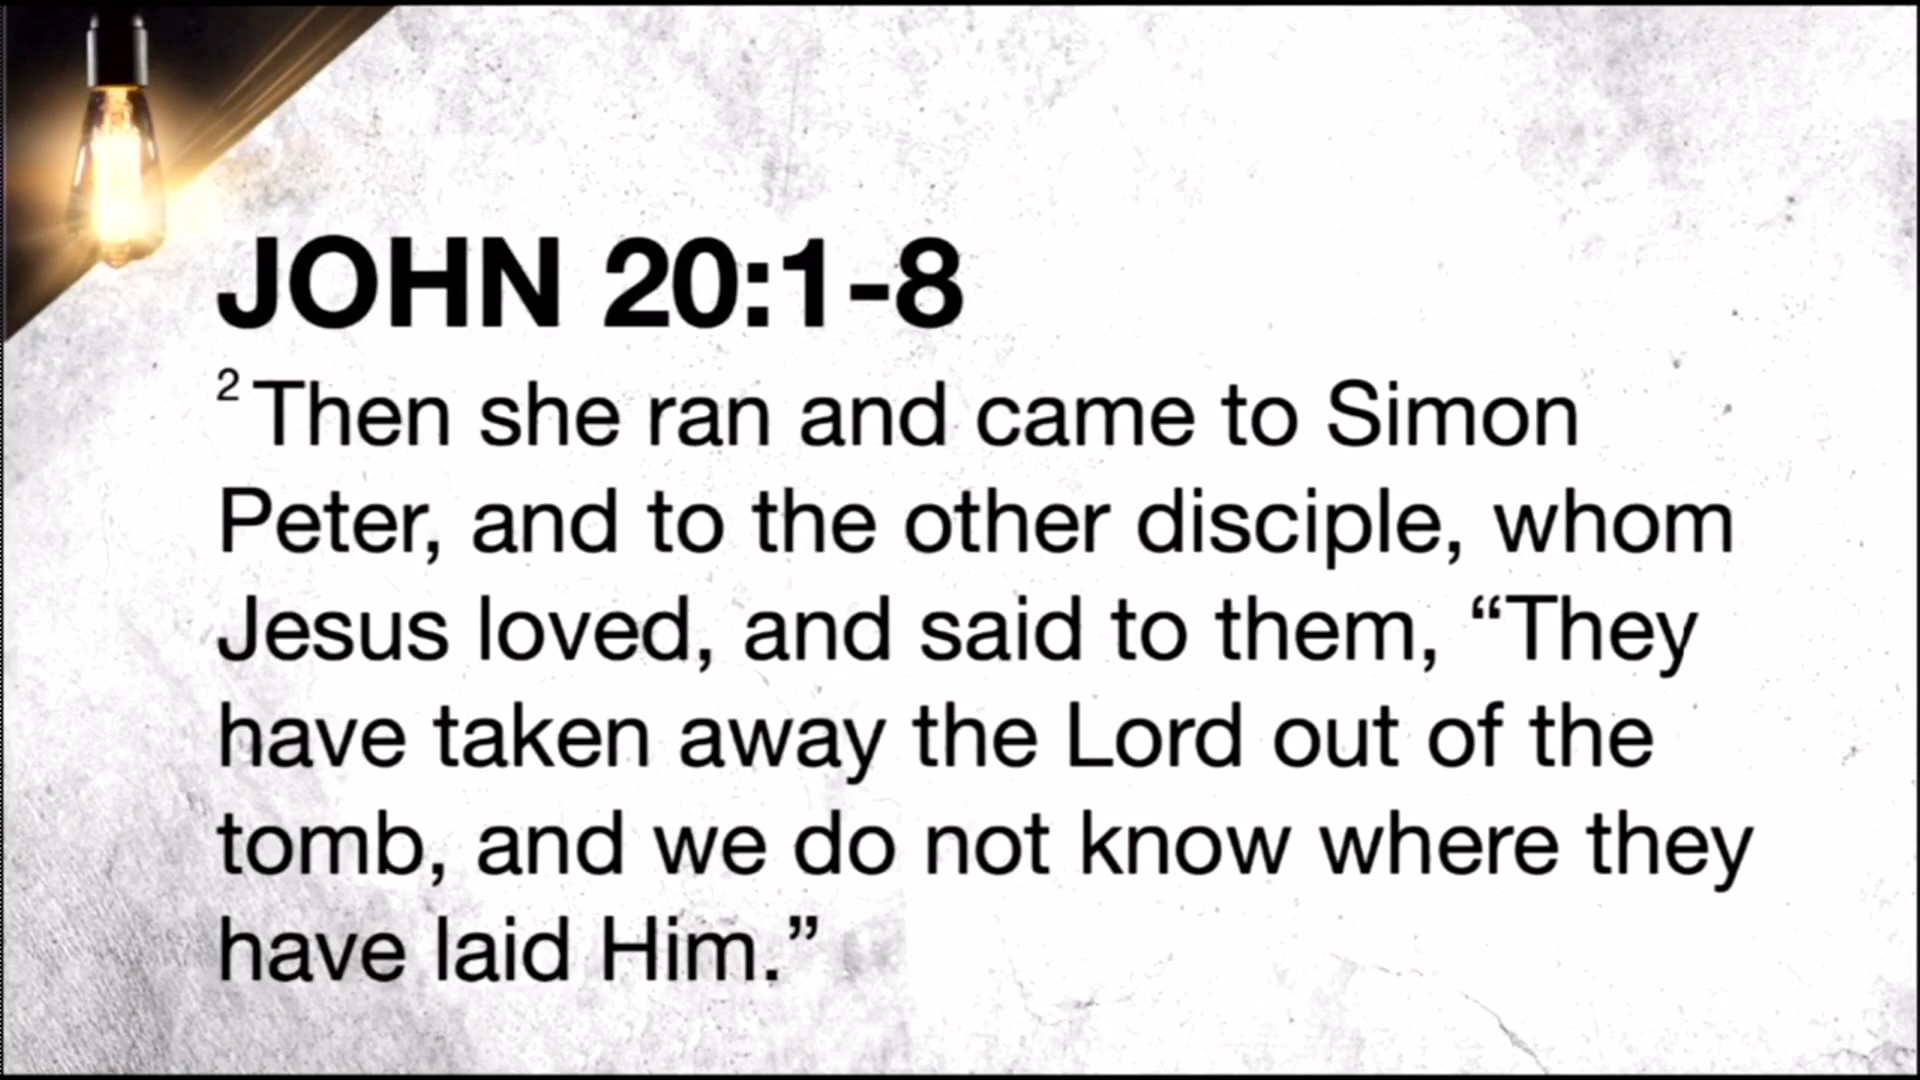 JOHN 20:1-8
2 Then she ran and came to Simon
Peter, and to the other disciple, whom
Jesus loved, and said to them, “They
have taken away the Lord out of the
tomb, and we do not know where they
have laid Him.”